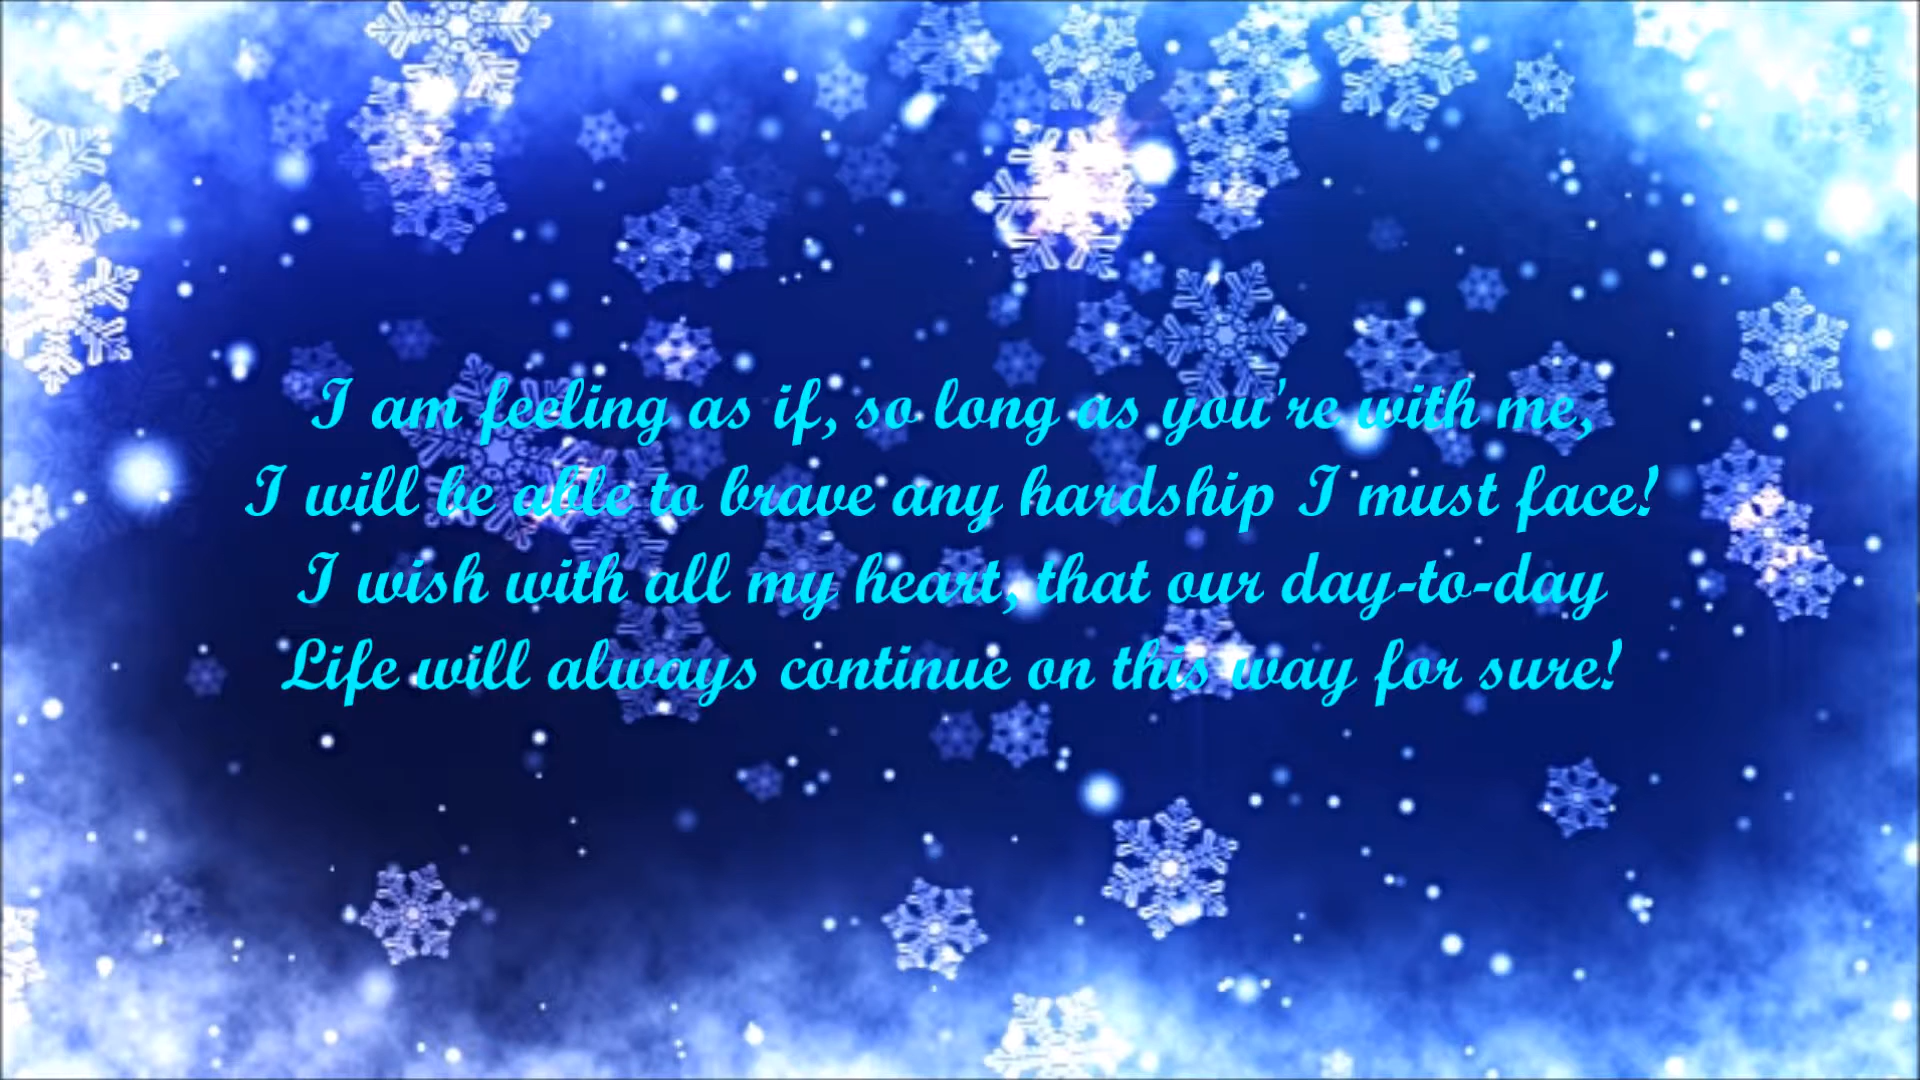 I am feeling as if, so long as you're with me,
I will be able to brave any hardship I must face!
I wish with all my heart, that our day-to-day
Life will always continue on this way for sure!